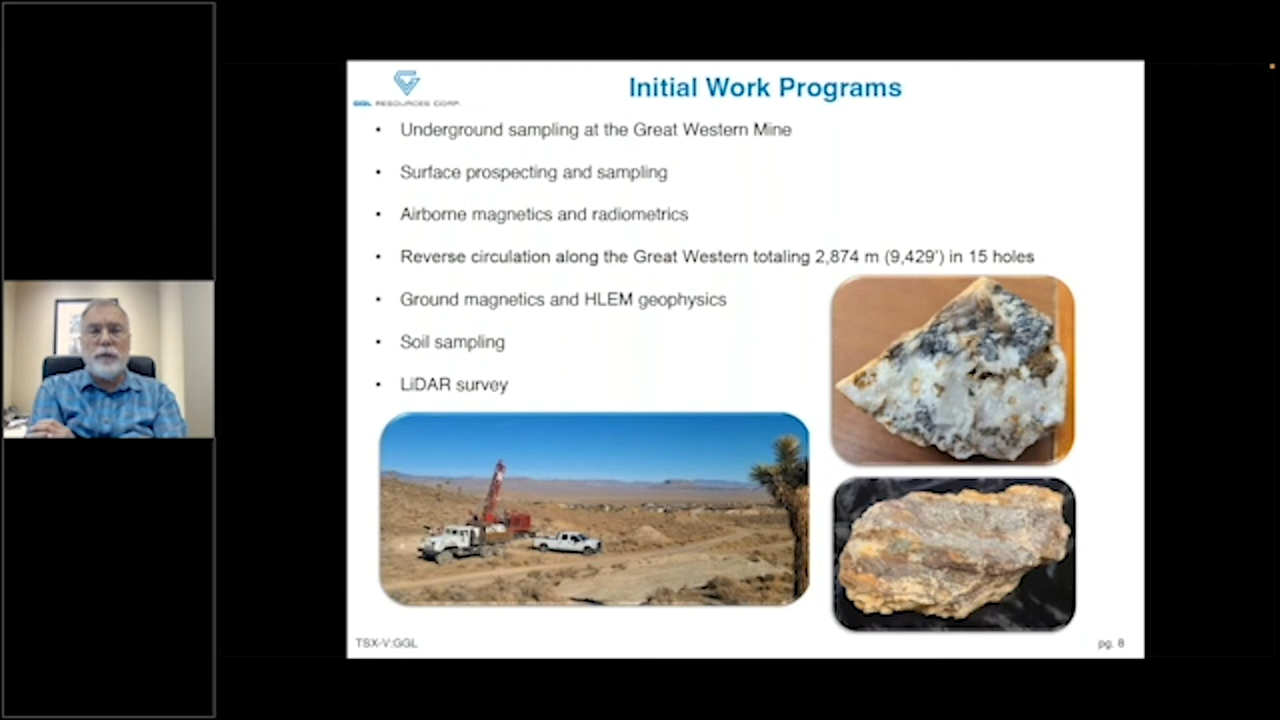 GGL RESOURCES CORP.
Initial Work Programs
• Underground sampling at the Great Western Mine
• Surface prospecting and sampling
• Airborne magnetics and radiometrics
• Reverse circulation along the Great Western totaling 2,874 m (9,429') in 15 holes
• Ground magnetics and HLEM geophysics
• Soil sampling
• LiDAR survey
TSX-V:GGL
pg. 8